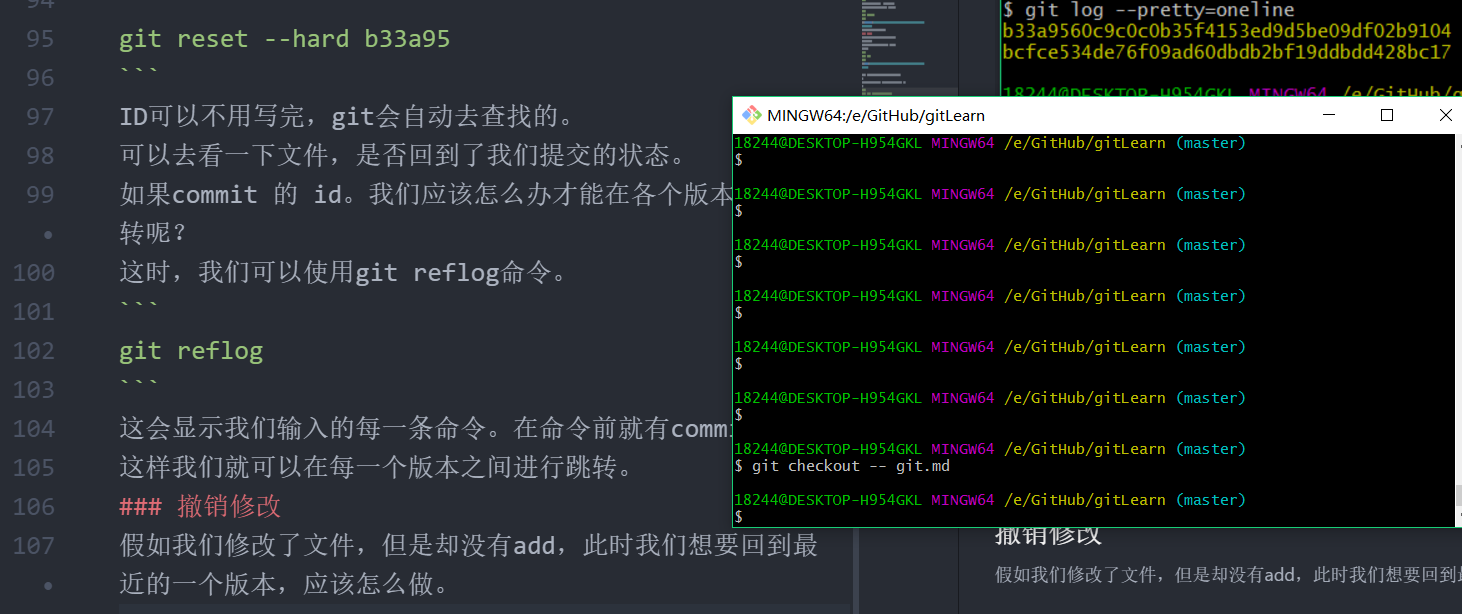 94
95 git reset --hard b33a95
96 ```
97 ID可以不用写完，git会自动去查找的。
98 可以去看一下文件，是否回到了我们提交的状态。
99 如果commit 的 id。我们应该怎么办才能在各个版本
转呢？
100 这时，我们可以使用git reflog命令。
101 ```
102 git reflog
103 ```
104 这会显示我们输入的每一条命令。在命令前就有comm
105 这样我们就可以在每一个版本之间进行跳转。
106 ### 撤销修改
107 假如我们修改了文件，但是却没有add，此时我们想要回到最
近的一个版本，应该怎么做。
$ git log --pretty=oneline
b33a9560c9c0c0b35f4153ed9d5be09df02b9104
bcfce534de76f09ad60dbdb2bf19ddbdd428bc17
18244@DESKTOP-H954GKL MINGW64 /e/GitHub/g
MINGW64:/e/GitHub/gitLearn
18244@DESKTOP-H954GKL MINGW64 /e/GitHub/gitLearn (master)
$
18244@DESKTOP-H954GKL MINGW64 /e/GitHub/gitLearn (master)
$
18244@DESKTOP-H954GKL MINGW64 /e/GitHub/gitLearn (master)
$
18244@DESKTOP-H954GKL MINGW64 /e/GitHub/gitLearn (master)
$
18244@DESKTOP-H954GKL MINGW64 /e/GitHub/gitLearn (master)
$
18244@DESKTOP-H954GKL MINGW64 /e/GitHub/gitLearn (master)
$
18244@DESKTOP-H954GKL MINGW64 /e/GitHub/gitLearn (master)
$ git checkout -- git.md
18244@DESKTOP-H954GKL MINGW64 /e/GitHub/gitLearn (master)
$
撤销修改
假如我们修改了文件，但是却没有add，此时我们想要回到